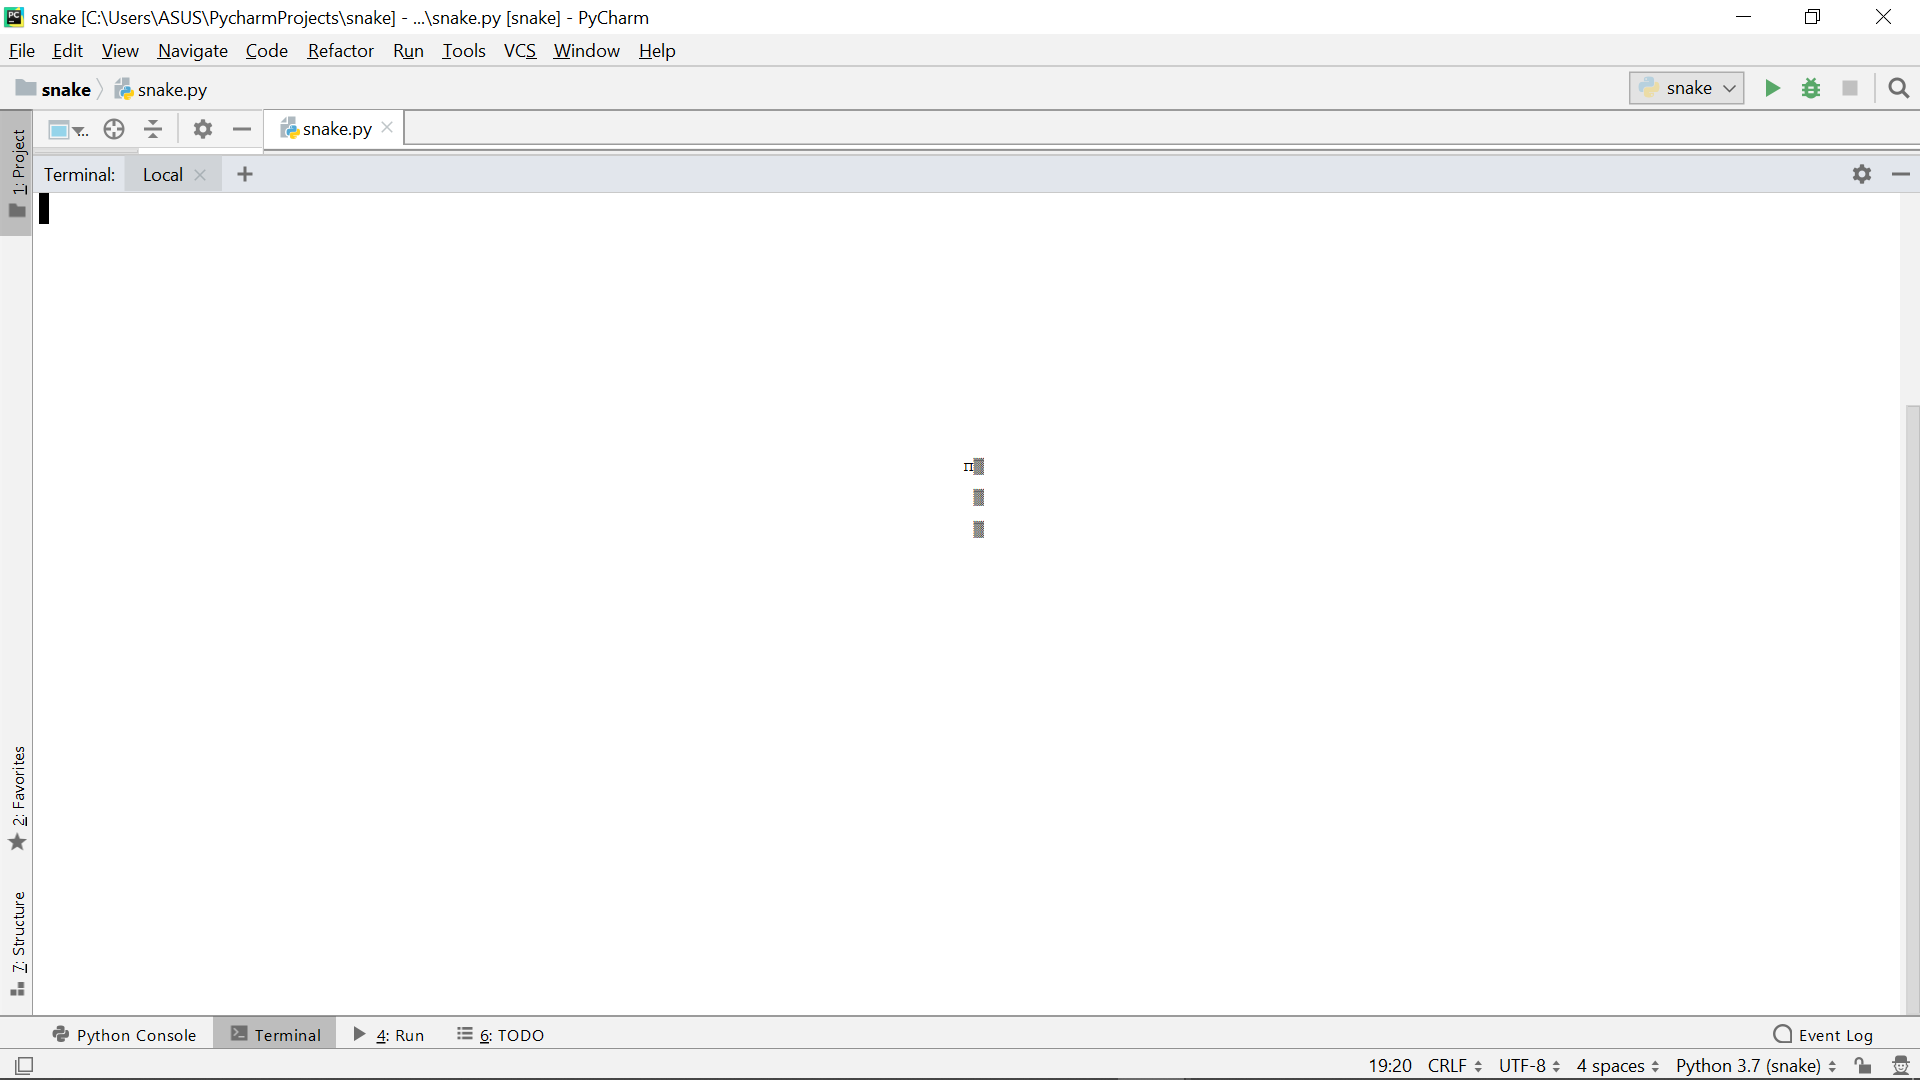 snake [C:\Users\ASUS\PycharmProjects\snake] - ...\snake.py [snake] - PyCharm
File Edit View Navigate Code Refactor Run Tools VCS Window Help
snake snake.py snake
1: Project
... snake.py
Terminal: Local
π
2: Favorites
7: Structure
Python Console Terminal 4: Run 6: TODO Event Log
19:20 CRLF UTF-8 4 spaces Python 3.7 (snake)